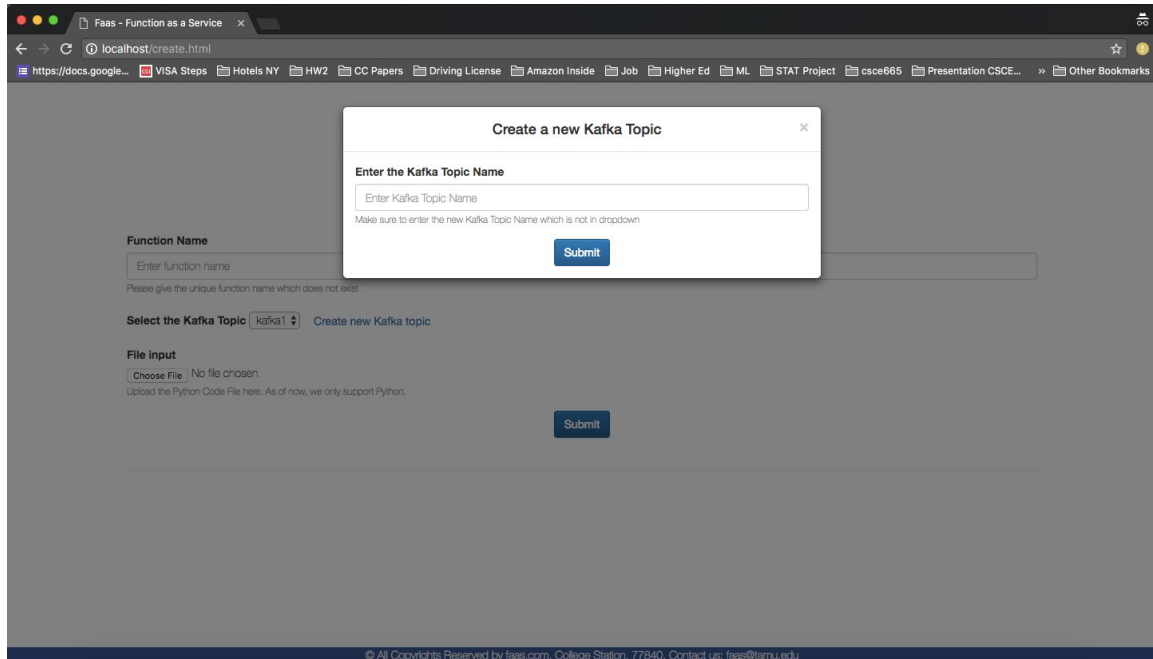 Faas - Function as a Service ×
localhost/create.html
https://docs.google... VISA Steps Hotels NY HW2 CC Papers Driving License Amazon Inside Job Higher Ed ML STAT Project csce665 Presentation CSCE... » Other Bookmarks
Create a new Kafka Topic ×
Enter the Kafka Topic Name
Enter Kafka Topic Name
Make sure to enter the new Kafka Topic Name which is not in dropdown
Submit
Function Name
Enter function name
Please give the unique function name which does not exist
Select the Kafka Topic kafka1 Create new Kafka topic
File input
Choose File No file chosen
Upload the Python Code File here. As of now, we only support Python.
Submit
© All Copyrights Reserved by faas.com, College Station, 77840. Contact us: faas@tamu.edu